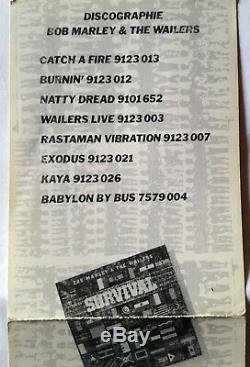 DISCOGRAPHIE
BOB MARLEY & THE WAILERS
CATCH A FIRE 9123 013
BURNIN' 9123 012
NATTY DREAD 9101 652
WAILERS LIVE 9123 003
RASTAMAN VIBRATION 9123 007
EXODUS 9123 021
KAYA 9123 026
BABYLON BY BUS 7579 004
BOB MARLEY & THE WAILERS
SURVIVAL